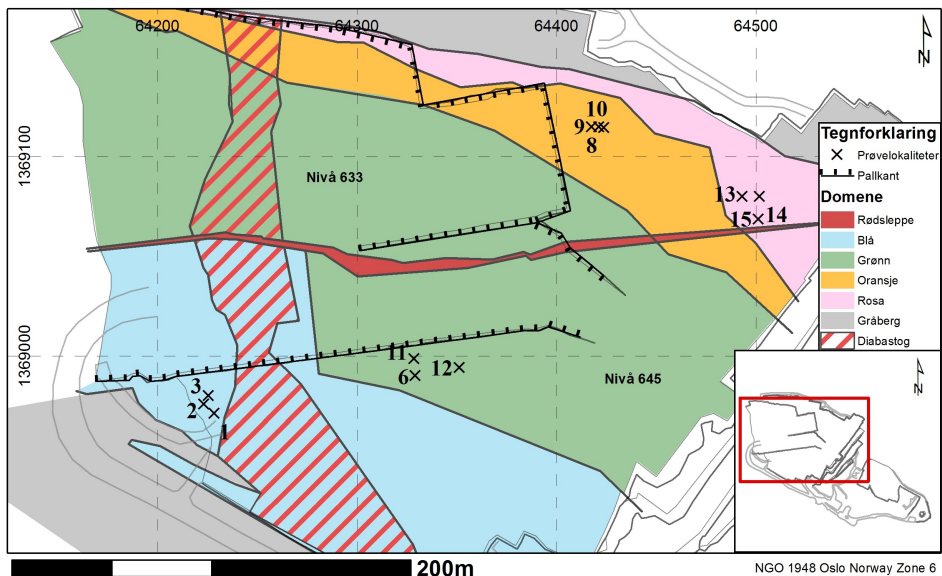 64200 64300 64400 64500
N
1369100
1369000
10
9
8
13
14
15
Nivå 633
11
12
6
Nivå 645
3
2
1
Tegnforklaring
Prøvelokaliteter
Pallkant
Domene
Rødsleppe
Blå
Grønn
Oransje
Rosa
Gråberg
Diabastog
N
200m
NGO 1948 Oslo Norway Zone 6